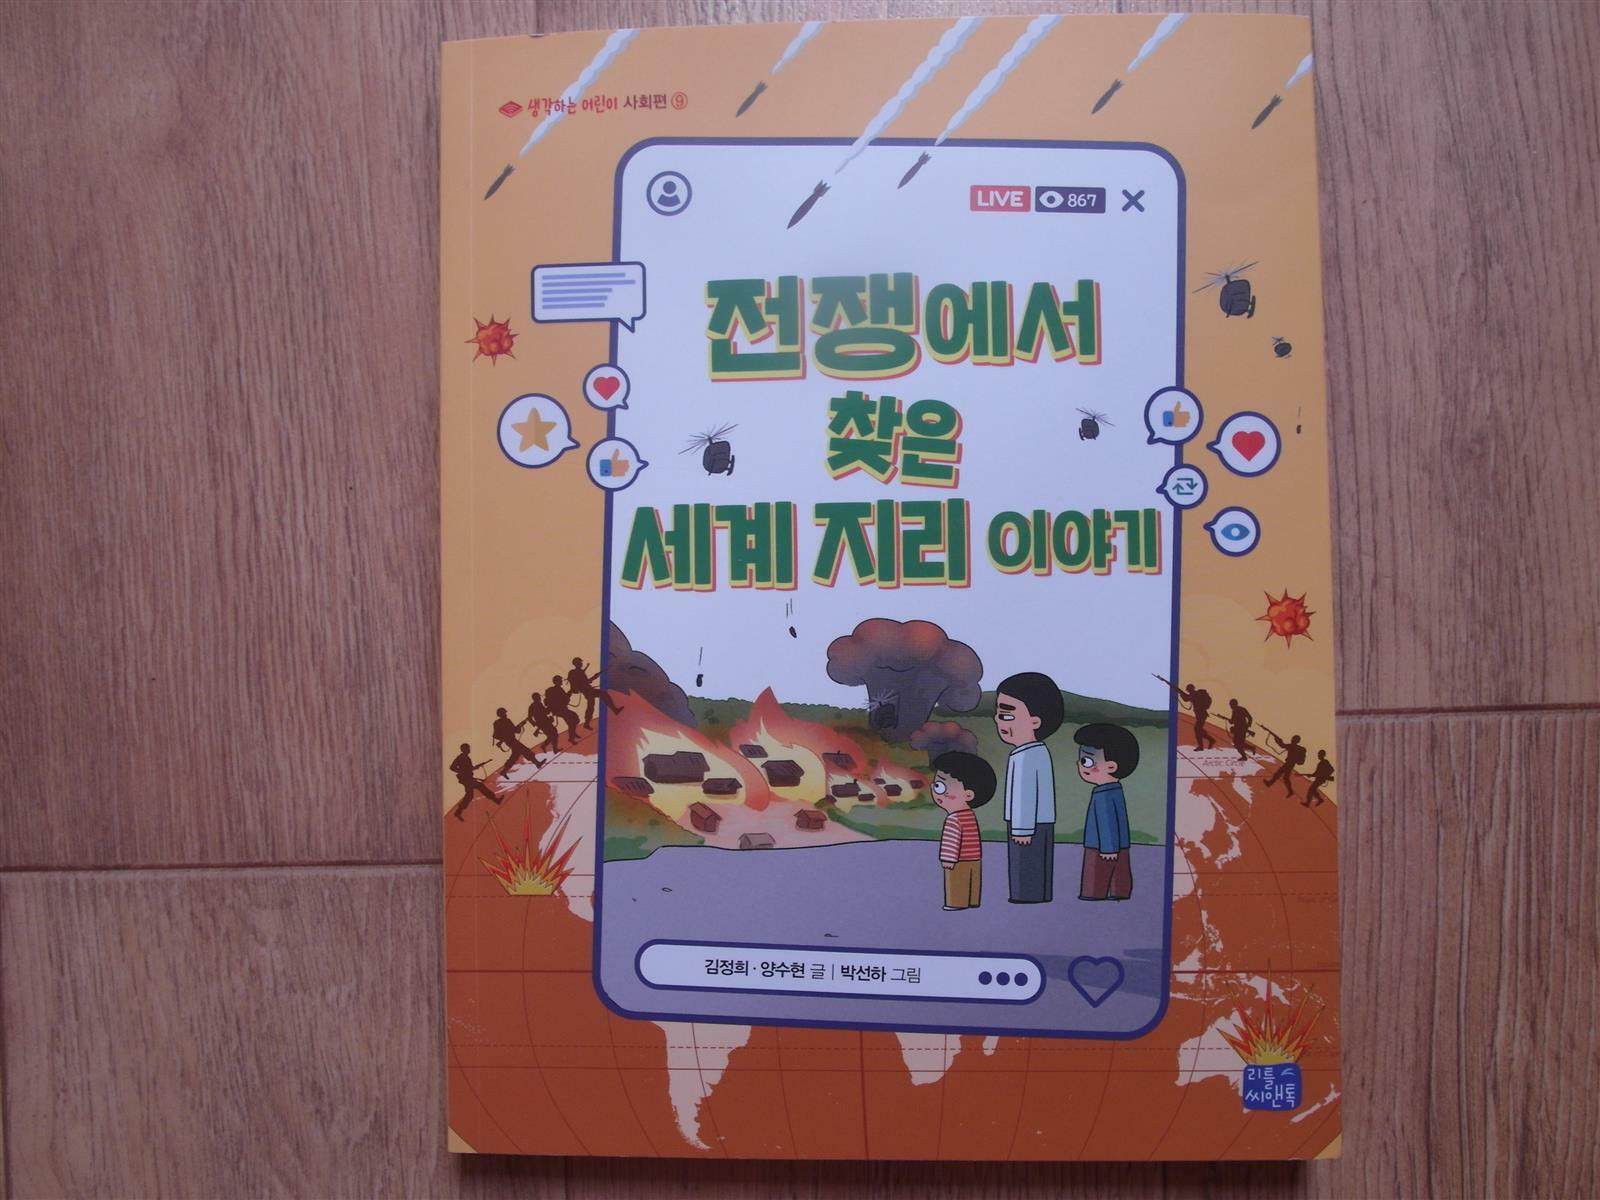 생각하는 어린이 사회편 ⑨
LIVE 867
전쟁에서
찾은
세계 지리 이야기
Arctic Circle
김정희·양수현 글 | 박선하 그림
리틀
씨앤톡